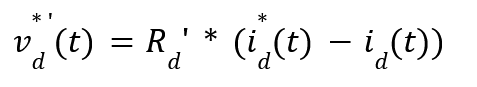 v_d^{*'}(t) = R_d' * (i_d^*(t) − i_d(t))